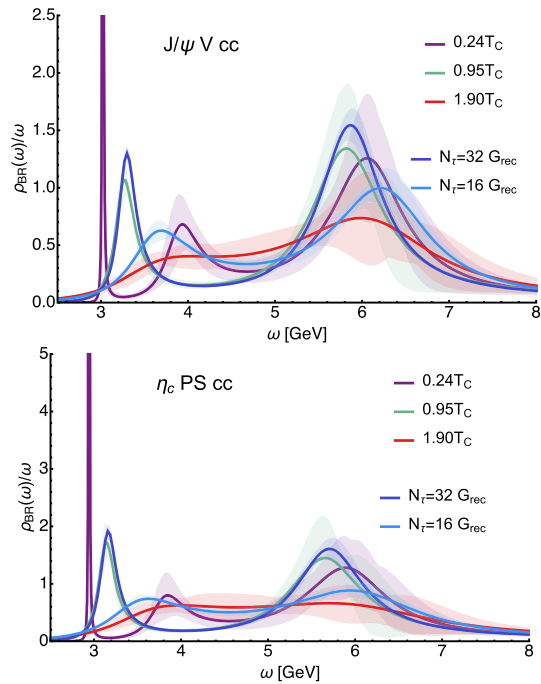 J/ψ V cc
0.24T_C
0.95T_C
1.90T_C
N_τ=32 G_rec
N_τ=16 G_rec
ρ_BR(ω)/ω
2.5
2.0
1.5
1.0
0.5
0.0
3 4 5 6 7 8
ω [GeV]
η_c PS cc
0.24T_C
0.95T_C
1.90T_C
N_τ=32 G_rec
N_τ=16 G_rec
ρ_BR(ω)/ω
5
4
3
2
1
0
3 4 5 6 7 8
ω [GeV]